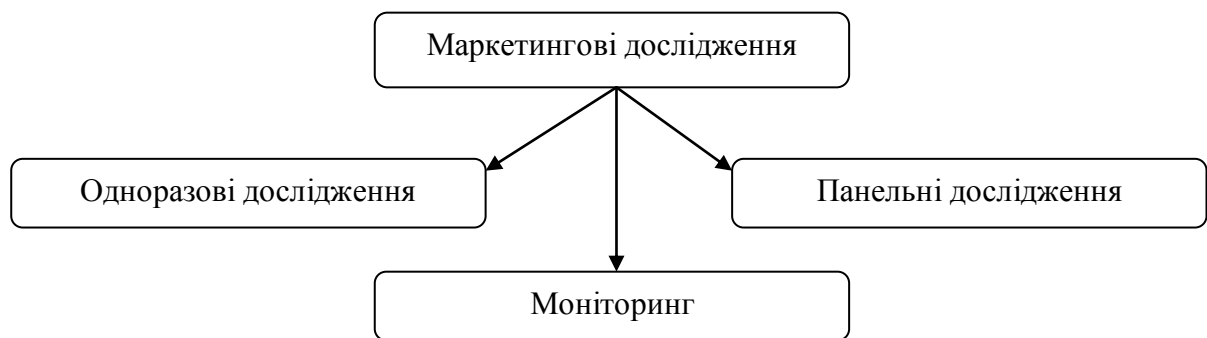 Маркетингові дослідження
Одноразові дослідження
Панельні дослідження
Моніторинг